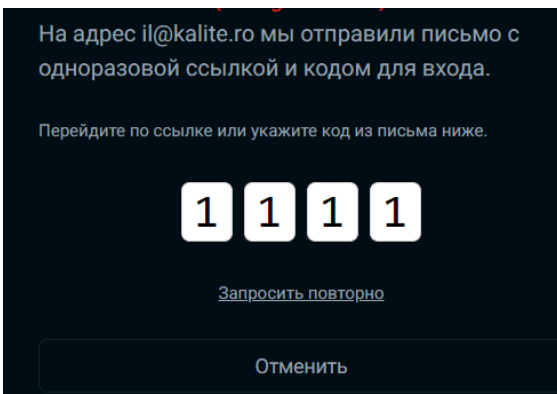 На адрес il@kalite.ro мы отправили письмо с
одноразовой ссылкой и кодом для входа.
Перейдите по ссылке или укажите код из письма ниже.
1 1 1 1
Запросить повторно
Отменить